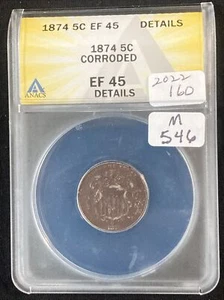 1874 5C EF 45 DETAILS
1874 5C
CORRODED
EF 45
DETAILS
ANACS
2022
160
M
546